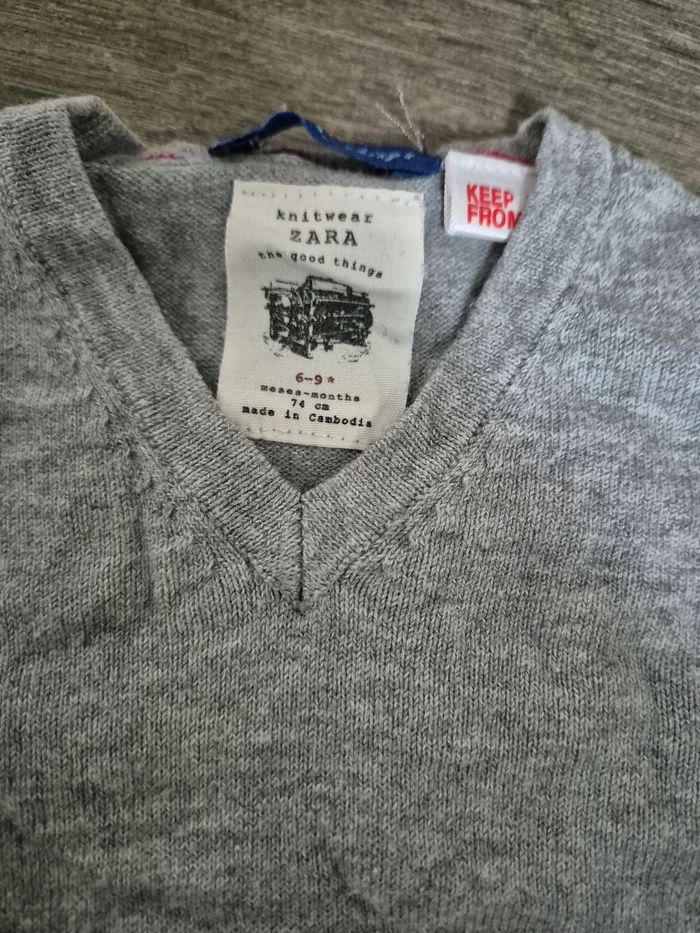 knitwear
ZARA
the good things
6-9 *
meses-months
74 cm
made in Cambodia
KEEP
FROM